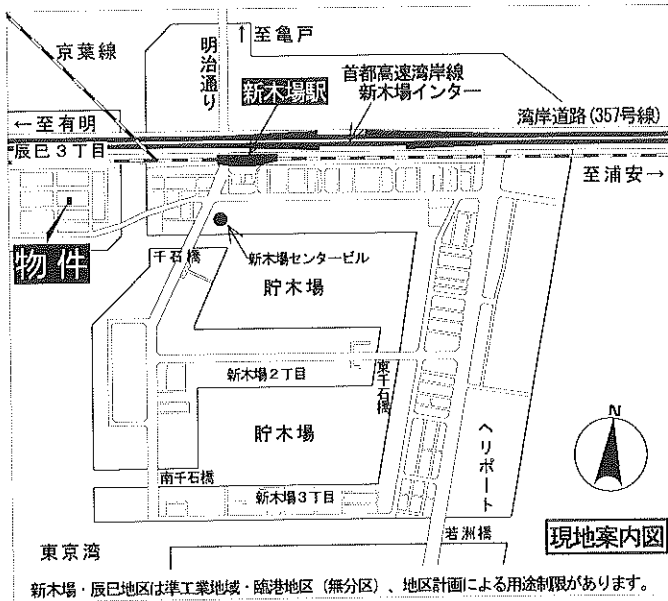 京葉線
明治通り
↑至亀戸
新木場駅
首都高速湾岸線
新木場インター
湾岸道路(357号線)
←至有明
辰巳3丁目
至浦安→
物件
千石橋
新木場センタービル
貯木場
新木場2丁目
東千石橋
貯木場
ヘリポート
N
南千石橋
新木場3丁目
若洲橋
東京湾
現地案内図
新木場・辰巳地区は準工業地域・臨港地区(無分区)、地区計画による用途制限があります。